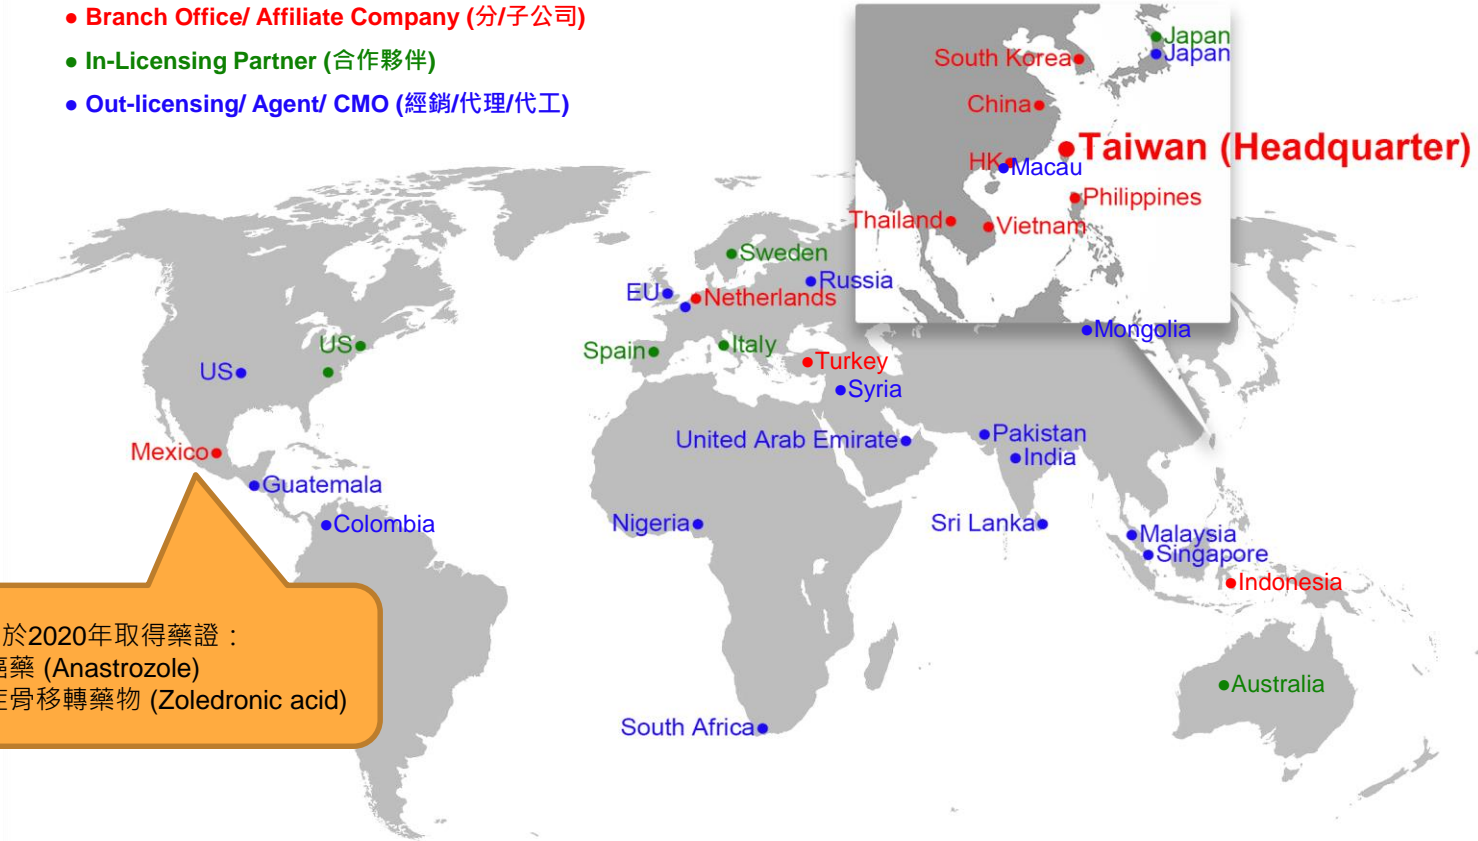 ● Branch Office/ Affiliate Company (分/子公司)
● In-Licensing Partner (合作夥伴)
● Out-licensing/ Agent/ CMO (經銷/代理/代工)
Japan
Japan
South Korea
China
Taiwan (Headquarter)
HK
Macau
Philippines
Thailand
Vietnam
Sweden
Russia
EU
Netherlands
Mongolia
US
Spain
Italy
Turkey
US
Syria
United Arab Emirate
Pakistan
Mexico
India
Guatemala
Colombia
Nigeria
Sri Lanka
Malaysia
Singapore
Indonesia
於2020年取得藥證：
藥 (Anastrozole)
骨移轉藥物 (Zoledronic acid)
Australia
South Africa